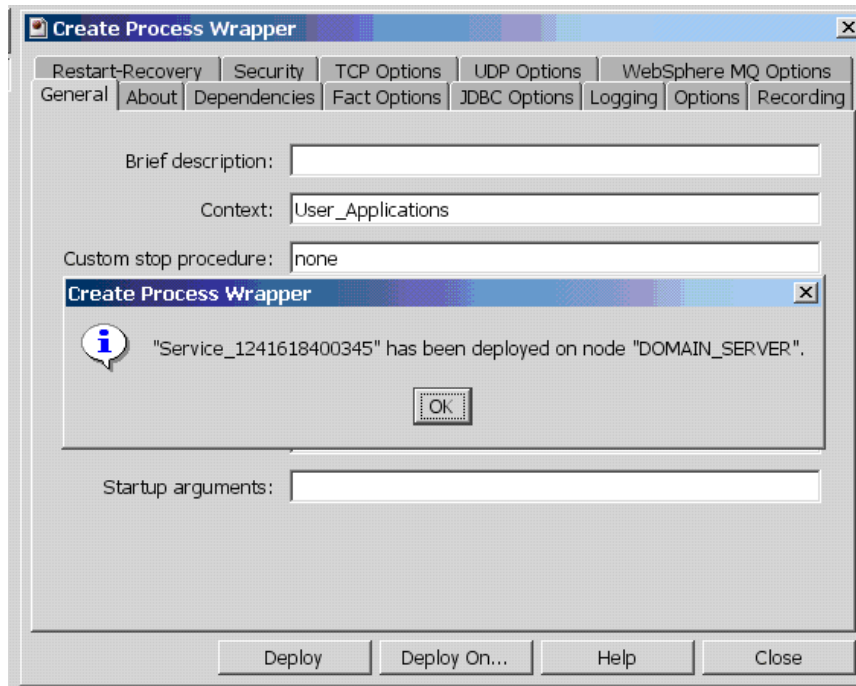 Create Process Wrapper
Restart-Recovery Security TCP Options UDP Options WebSphere MQ Options
General About Dependencies Fact Options JDBC Options Logging Options Recording
Brief description:
Context: User_Applications
Custom stop procedure: none
Create Process Wrapper
"Service_1241618400345" has been deployed on node "DOMAIN_SERVER".
OK
Startup arguments:
Deploy Deploy On... Help Close